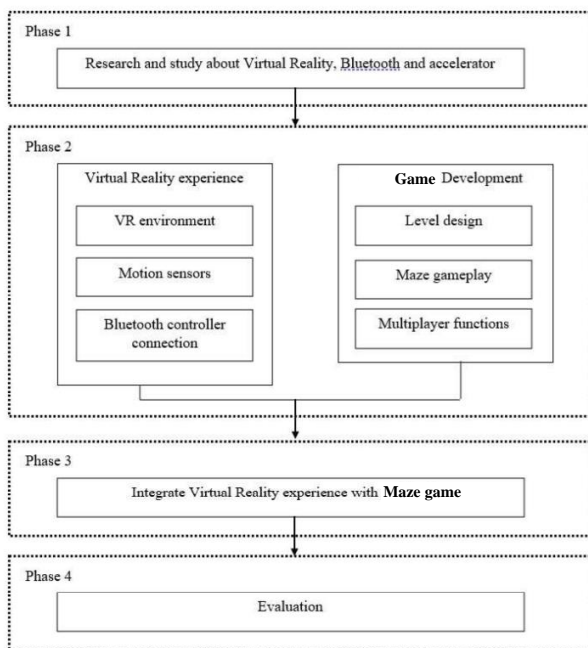 Phase 1
Research and study about Virtual Reality, Bluetooth and accelerator
Phase 2
Virtual Reality experience
VR environment
Motion sensors
Bluetooth controller
connection
Game Development
Level design
Maze gameplay
Multiplayer functions
Phase 3
Integrate Virtual Reality experience with Maze game
Phase 4
Evaluation